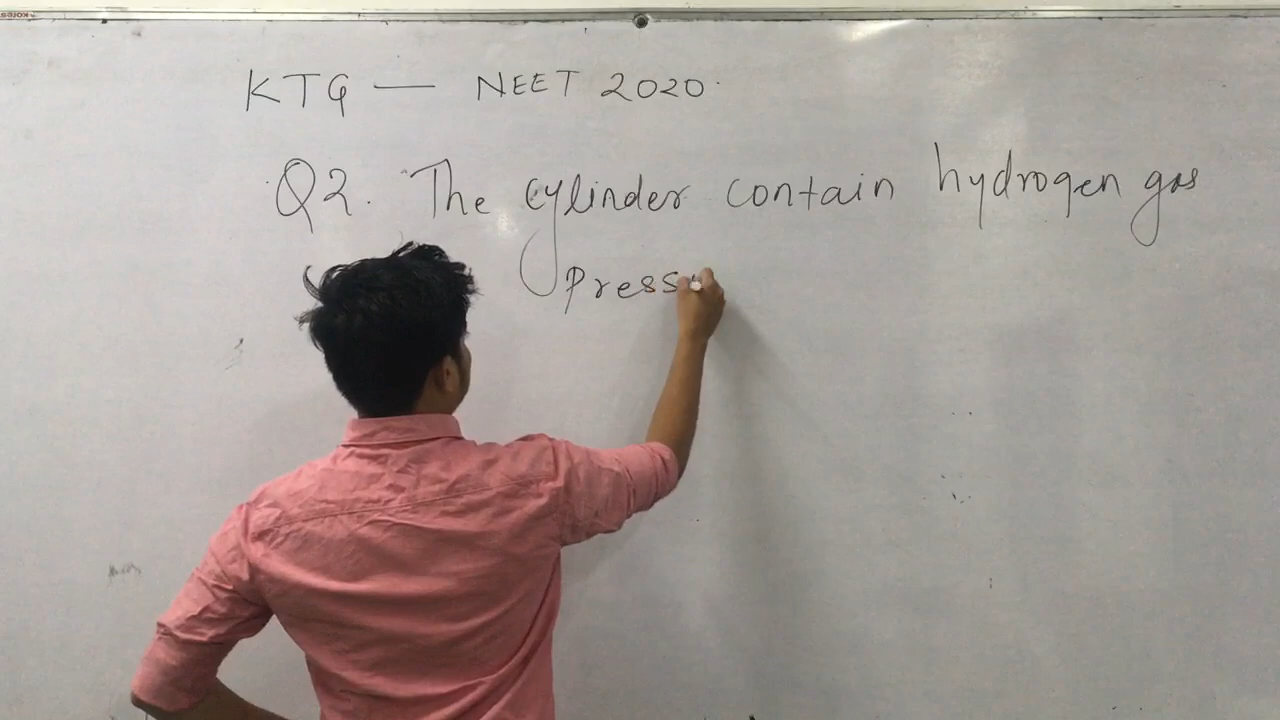 KTG — NEET 2020.
Q2. The cylinder contain hydrogen gas
Press